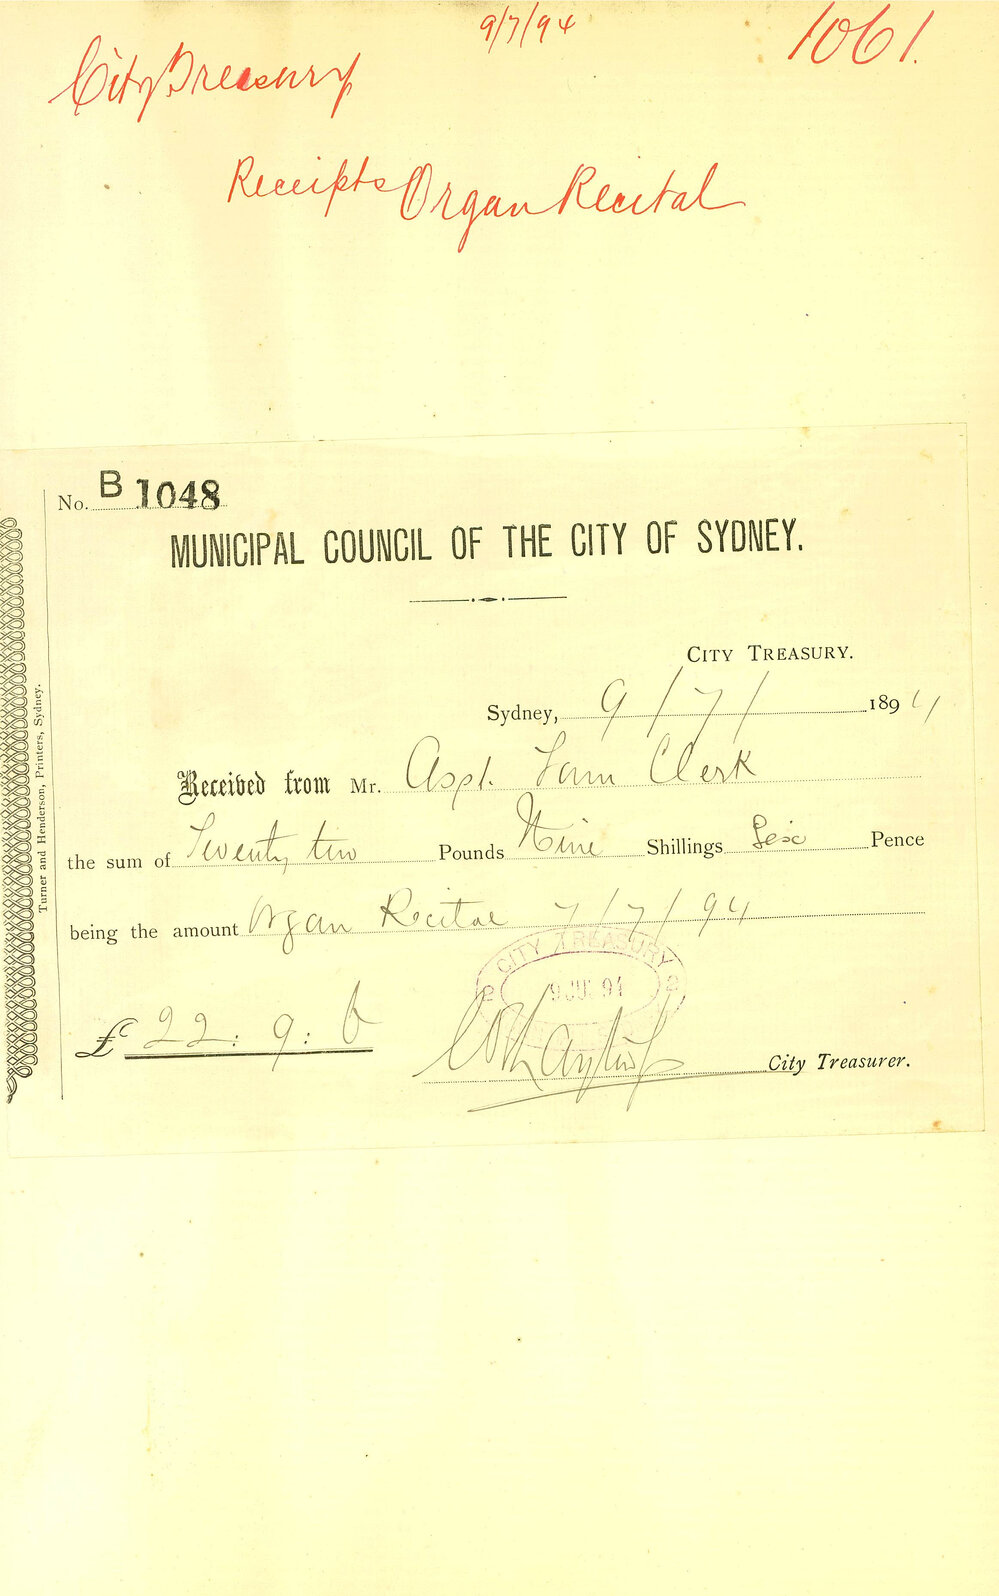 9/7/94
1061.
City Treasury
Receipts Organ Recital
No. B 1048
MUNICIPAL COUNCIL OF THE CITY OF SYDNEY.
CITY TREASURY.
Sydney, 9/7/ 1894
Received from Mr. Asst. Town Clerk
the sum of Twenty two Pounds Nine Shillings Six Pence
being the amount Organ Recital 7/7/94
CITY TREASURY
9 JUL 94
£ 22: 9: 6
City Treasurer.
Turner and Henderson, Printers, Sydney.